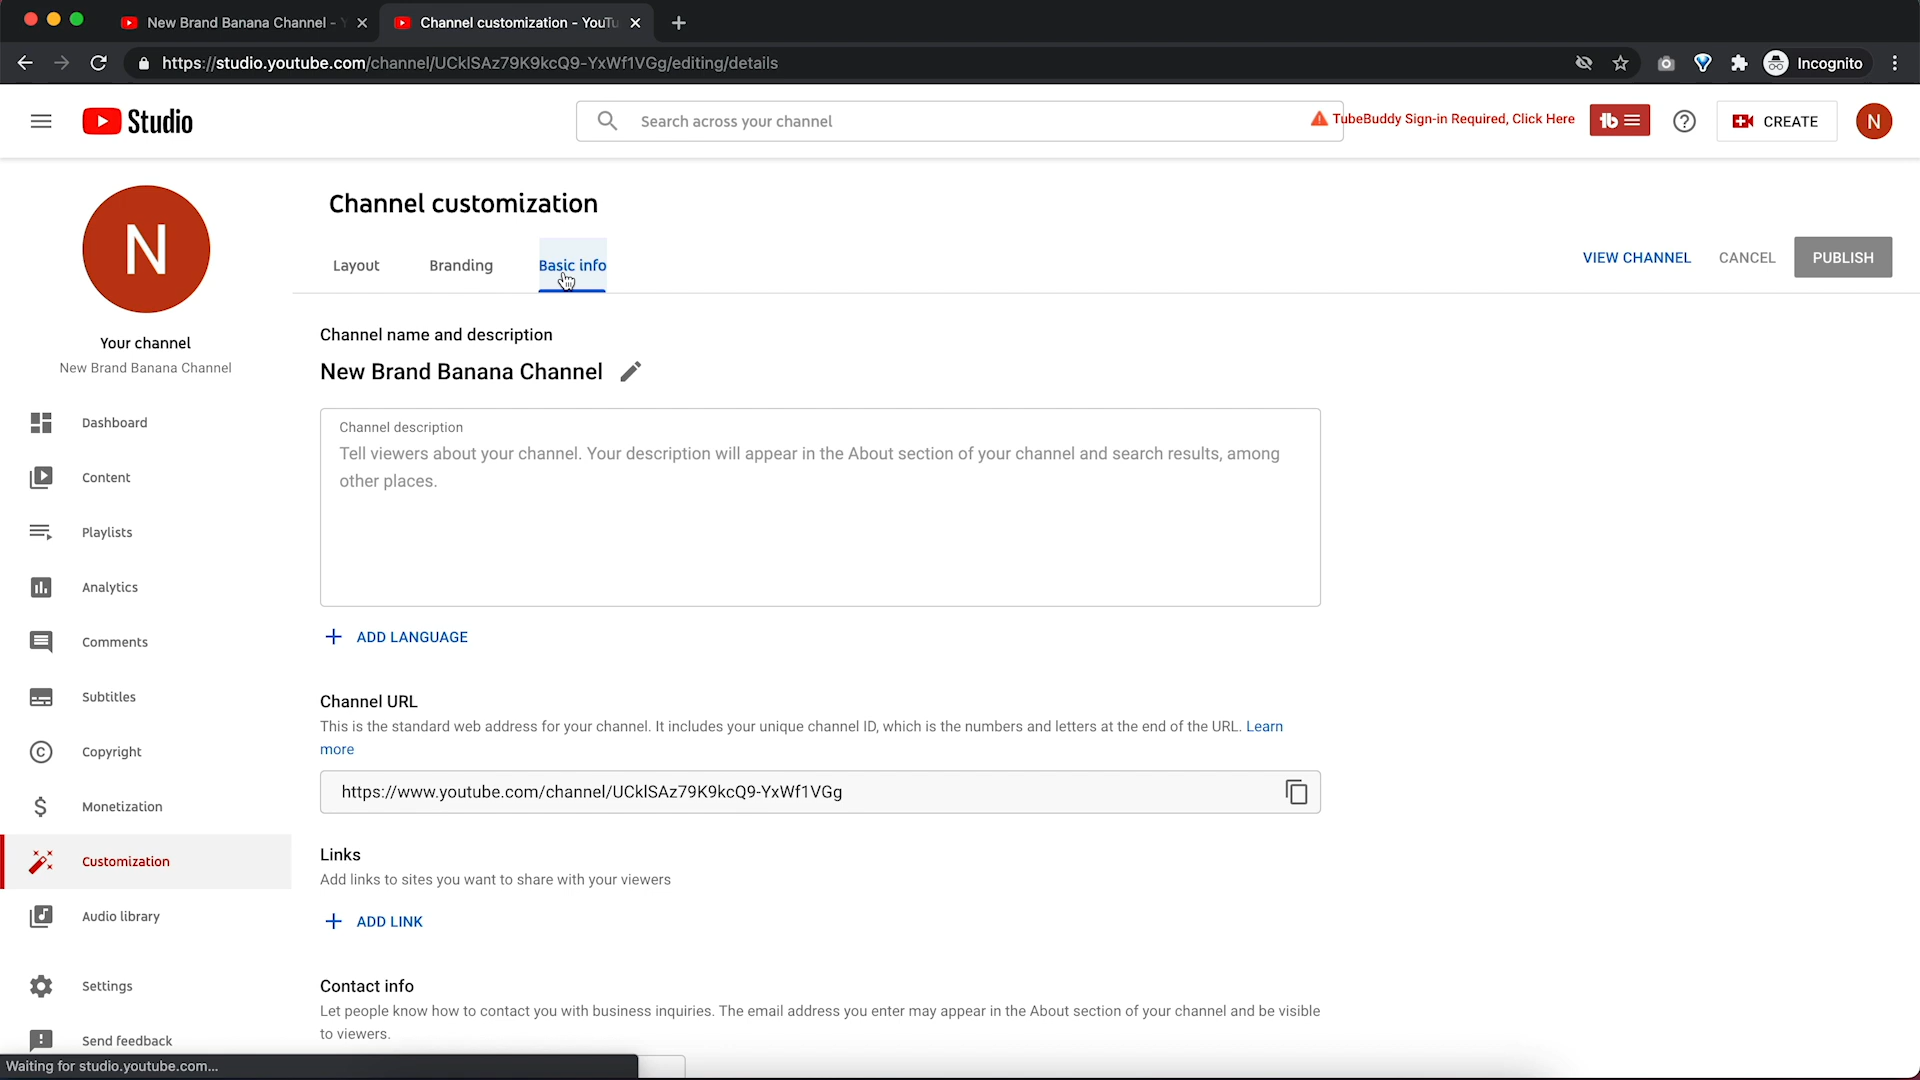 New Brand Banana Channel -
Channel customization - YouTu
https://studio.youtube.com/channel/UCklSAz79K9kcQ9-YxWf1VGg/editing/details
Incognito
Studio
Search across your channel
TubeBuddy Sign-in Required, Click Here
CREATE
N
N
Your channel
New Brand Banana Channel
Dashboard
Content
Playlists
Analytics
Comments
Subtitles
Copyright
Monetization
Customization
Audio library
Settings
Send feedback
Channel customization
Layout
Branding
Basic info
VIEW CHANNEL
CANCEL
PUBLISH
Channel name and description
New Brand Banana Channel
Channel description
Tell viewers about your channel. Your description will appear in the About section of your channel and search results, among
other places.
ADD LANGUAGE
Channel URL
This is the standard web address for your channel. It includes your unique channel ID, which is the numbers and letters at the end of the URL. Learn
more
https://www.youtube.com/channel/UCklSAz79K9kcQ9-YxWf1VGg
Links
Add links to sites you want to share with your viewers
ADD LINK
Contact info
Let people know how to contact you with business inquiries. The email address you enter may appear in the About section of your channel and be visible
to viewers.
Waiting for studio.youtube.com...